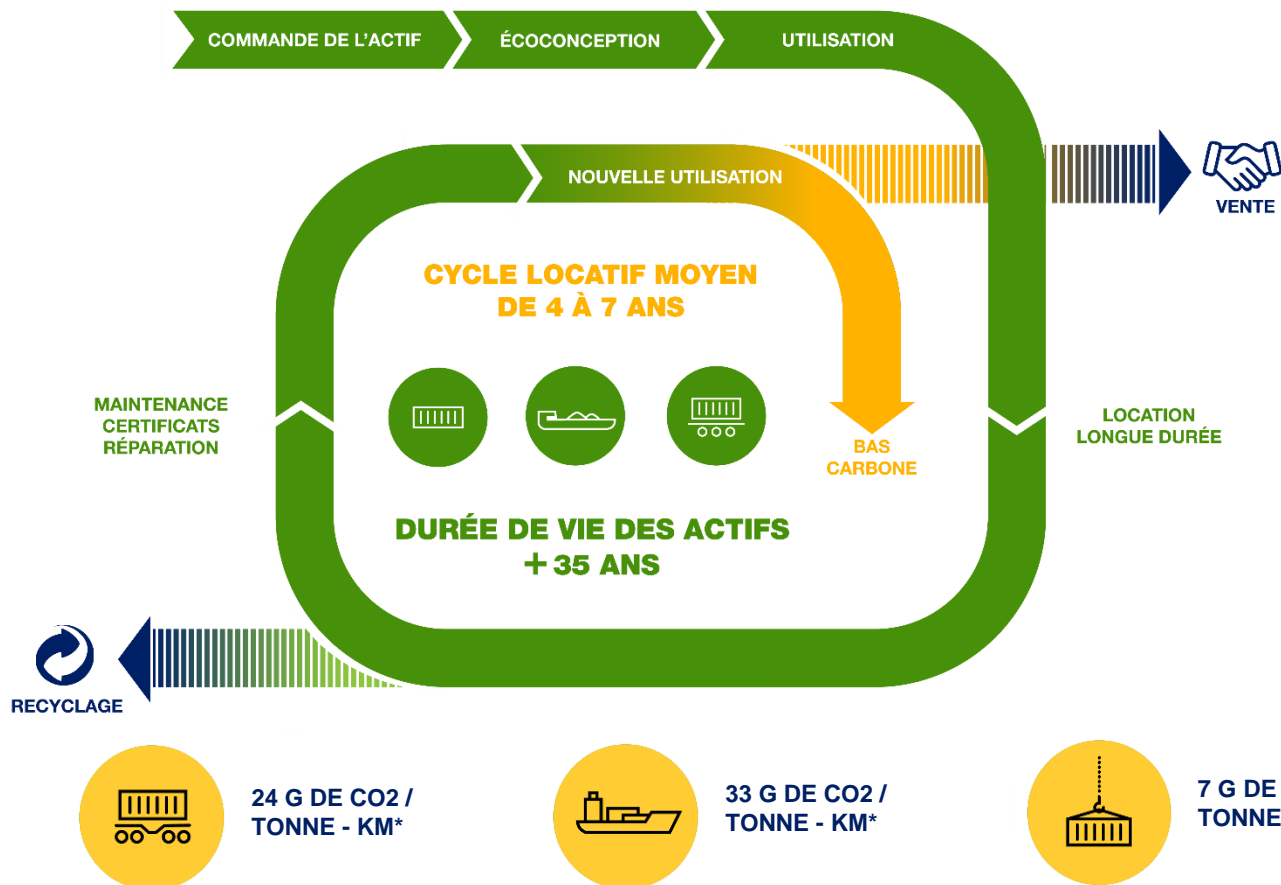 COMMANDE DE L'ACTIF
ÉCOCONCEPTION
UTILISATION
NOUVELLE UTILISATION
VENTE
CYCLE LOCATIF MOYEN
DE 4 À 7 ANS
MAINTENANCE
CERTIFICATS
RÉPARATION
BAS
CARBONE
LOCATION
LONGUE DURÉE
DURÉE DE VIE DES ACTIFS
+ 35 ANS
RECYCLAGE
24 G DE CO2 /
TONNE - KM*
33 G DE CO2 /
TONNE - KM*
7 G DE
TONNE